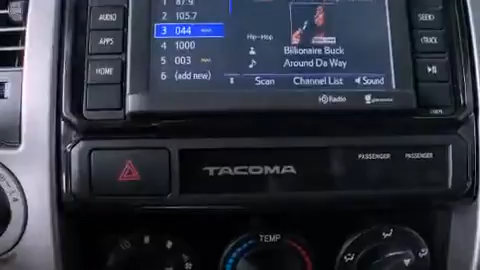 AUDIO
APPS
HOME
1 87.9
2 105.7
3 044
4 1000
5 003
6 (add new)
Hip-Hop
Billionaire Buck
Around Da Way
Scan
Channel List
Sound
HD Radio
SEEK
TRACK
TACOMA
PASSENGER
PASSENGER
TEMP